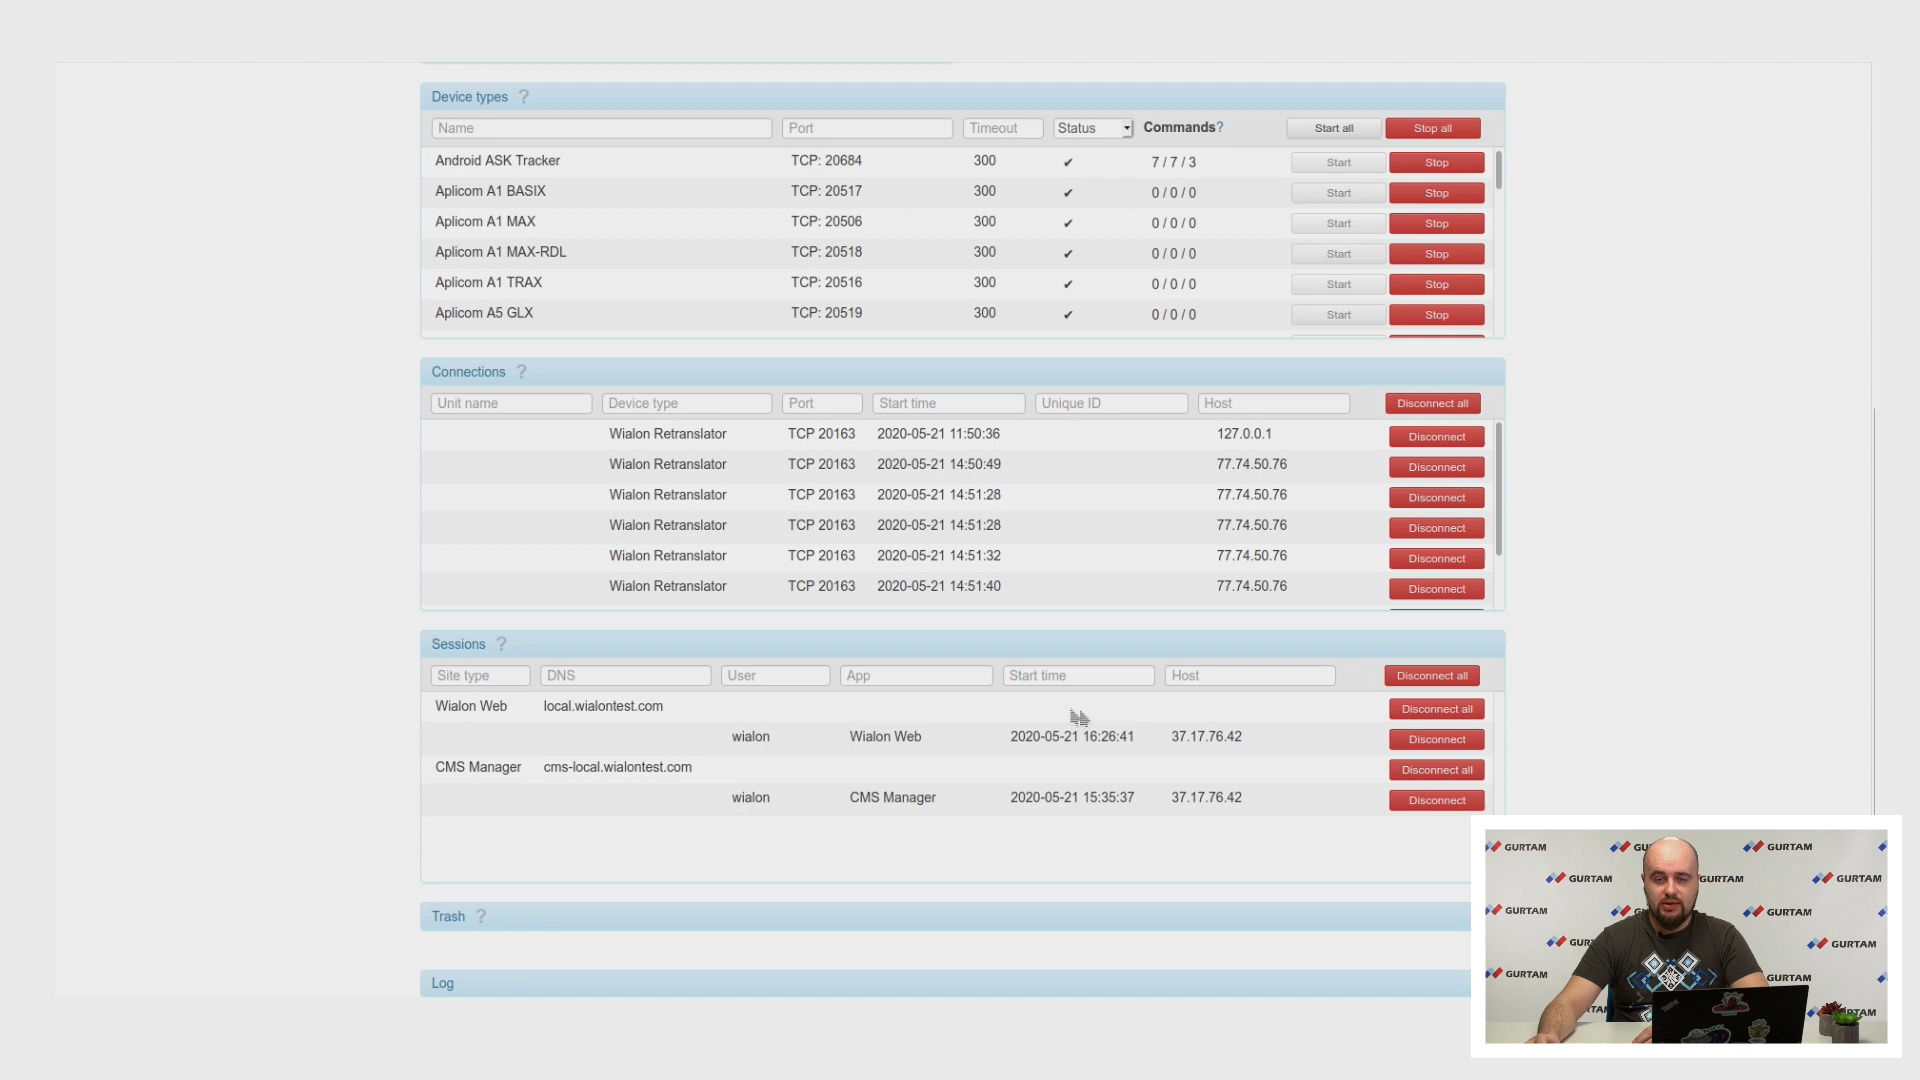 Device types ?
Name Port Timeout Status Commands? Start all Stop all
Android ASK Tracker TCP: 20684 300 ✔ 7 / 7 / 3 Start Stop
Aplicom A1 BASIX TCP: 20517 300 ✔ 0 / 0 / 0 Start Stop
Aplicom A1 MAX TCP: 20506 300 ✔ 0 / 0 / 0 Start Stop
Aplicom A1 MAX-RDL TCP: 20518 300 ✔ 0 / 0 / 0 Start Stop
Aplicom A1 TRAX TCP: 20516 300 ✔ 0 / 0 / 0 Start Stop
Aplicom A5 GLX TCP: 20519 300 ✔ 0 / 0 / 0 Start Stop
Connections ?
Unit name Device type Port Start time Unique ID Host Disconnect all
Wialon Retranslator TCP 20163 2020-05-21 11:50:36 127.0.0.1 Disconnect
Wialon Retranslator TCP 20163 2020-05-21 14:50:49 77.74.50.76 Disconnect
Wialon Retranslator TCP 20163 2020-05-21 14:51:28 77.74.50.76 Disconnect
Wialon Retranslator TCP 20163 2020-05-21 14:51:28 77.74.50.76 Disconnect
Wialon Retranslator TCP 20163 2020-05-21 14:51:32 77.74.50.76 Disconnect
Wialon Retranslator TCP 20163 2020-05-21 14:51:40 77.74.50.76 Disconnect
Sessions ?
Site type DNS User App Start time Host Disconnect all
Wialon Web local.wialontest.com Disconnect all
wialon Wialon Web 2020-05-21 16:26:41 37.17.76.42 Disconnect
CMS Manager cms-local.wialontest.com Disconnect all
wialon CMS Manager 2020-05-21 15:35:37 37.17.76.42 Disconnect
Trash ?
Log
GURTAM GU GURTAM
GURTAM GURTAM GURTAM
GURTAM G GURTAM
GUR GURTAM
GURTAM GURTAM
TAM RTAM